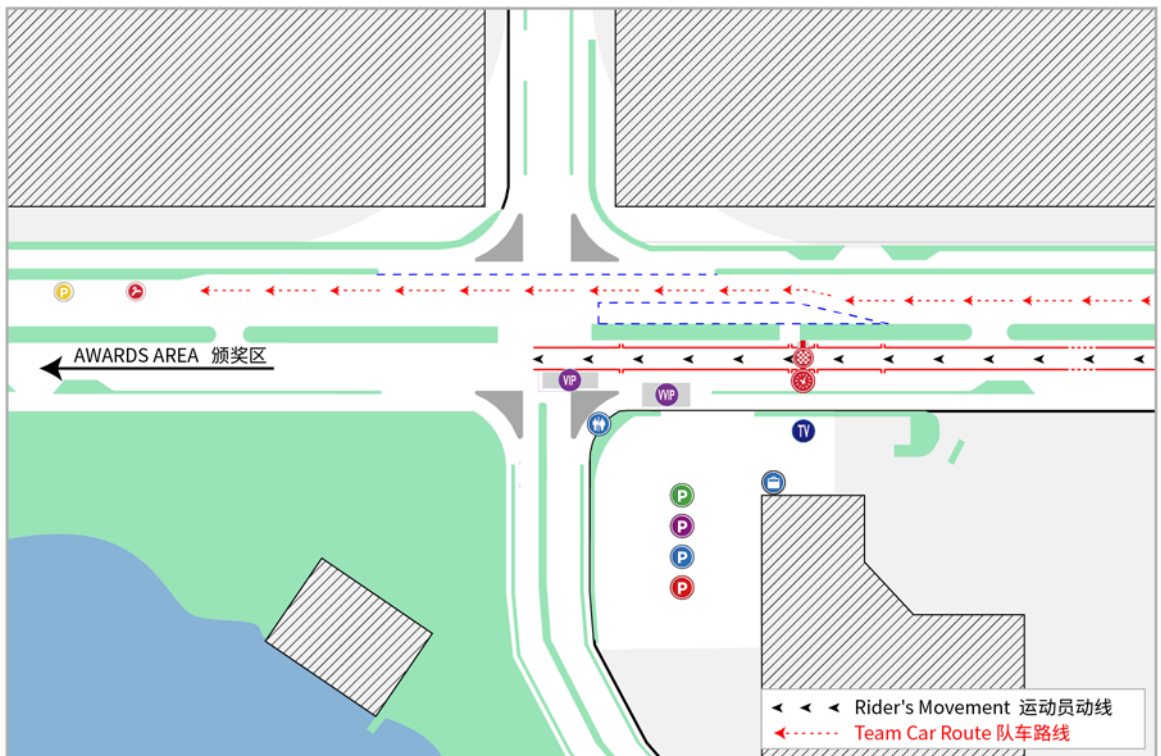 P
AWARDS AREA 颁奖区
VIP
VVIP
TV
P
P
P
P
Rider's Movement 运动员动线
Team Car Route 队车路线